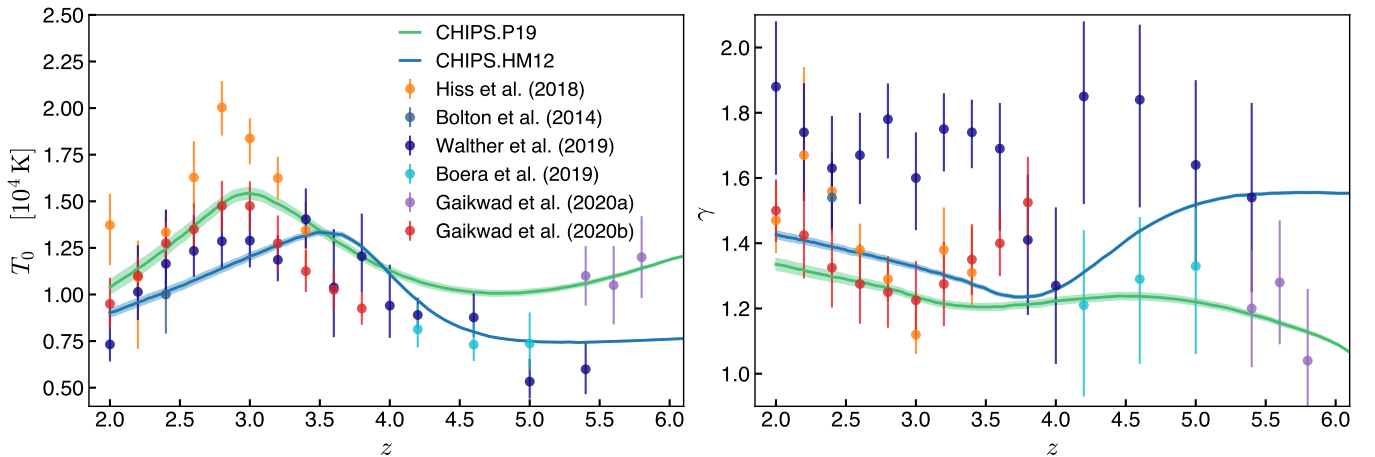 2.50
2.25
2.00
1.75
1.50
1.25
1.00
0.75
0.50
T₀ [10⁴ K]
CHIPS.P19
CHIPS.HM12
Hiss et al. (2018)
Bolton et al. (2014)
Walther et al. (2019)
Boera et al. (2019)
Gaikwad et al. (2020a)
Gaikwad et al. (2020b)
2.0 2.5 3.0 3.5 4.0 4.5 5.0 5.5 6.0
z
2.0
1.8
1.6
1.4
1.2
1.0
γ
2.0 2.5 3.0 3.5 4.0 4.5 5.0 5.5 6.0
z